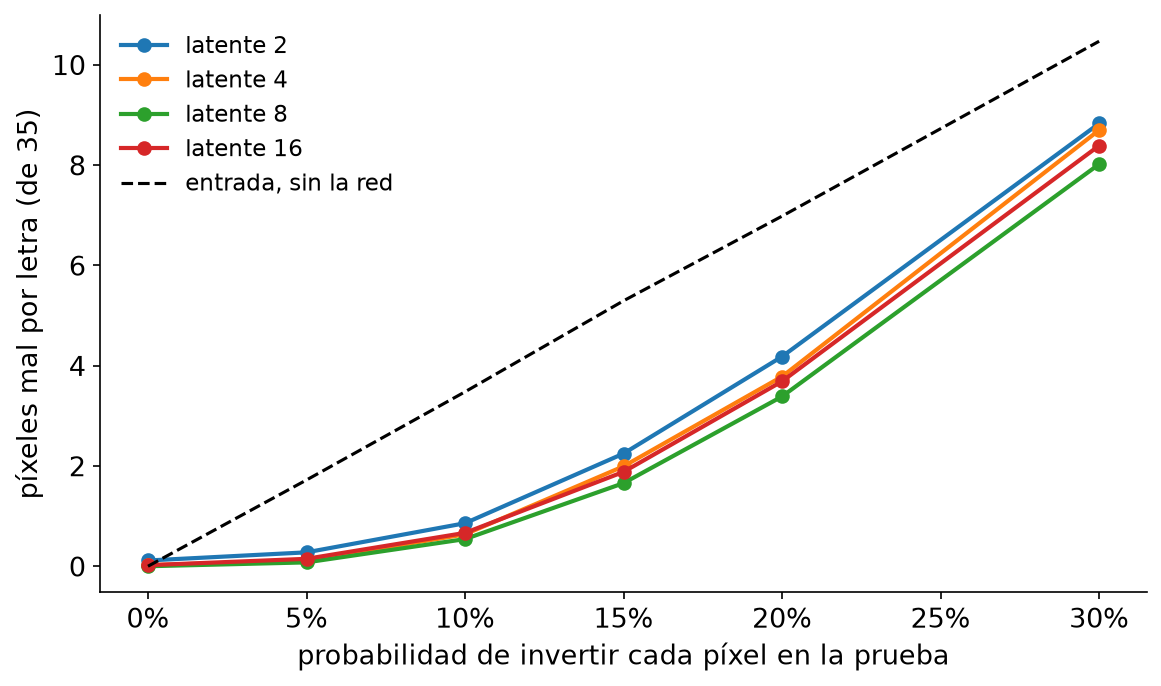 píxeles mal por letra (de 35)
10
8
6
4
2
0
latente 2
latente 4
latente 8
latente 16
entrada, sin la red
0% 5% 10% 15% 20% 25% 30%
probabilidad de invertir cada píxel en la prueba